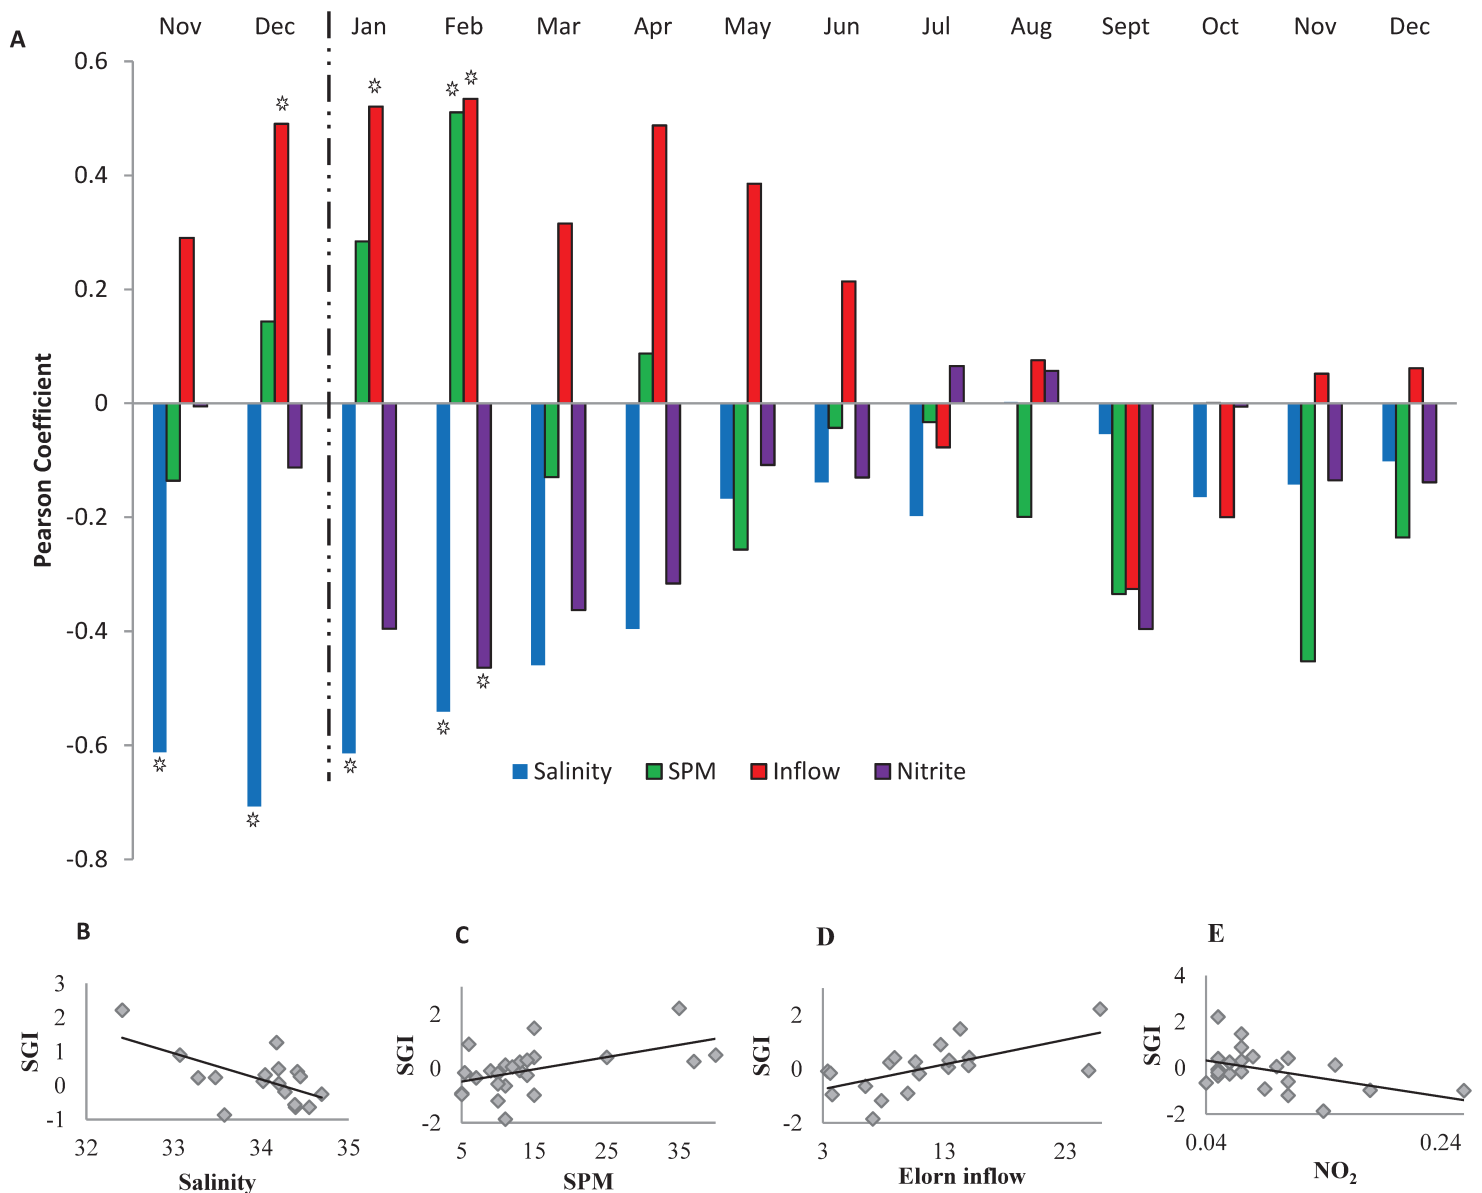 A
Nov Dec Jan Feb Mar Apr May Jun Jul Aug Sept Oct Nov Dec
0.6
0.4
0.2
0
-0.2
-0.4
-0.6
-0.8
Pearson Coefficient
Salinity SPM Inflow Nitrite
B
SGI
3
2
1
0
-1
32 33 34 35
Salinity
C
SGI
2
0
-2
5 15 25 35
SPM
D
SGI
2
0
-2
3 13 23
Elorn inflow
E
SGI
4
2
0
-2
0.04 0.24
NO₂